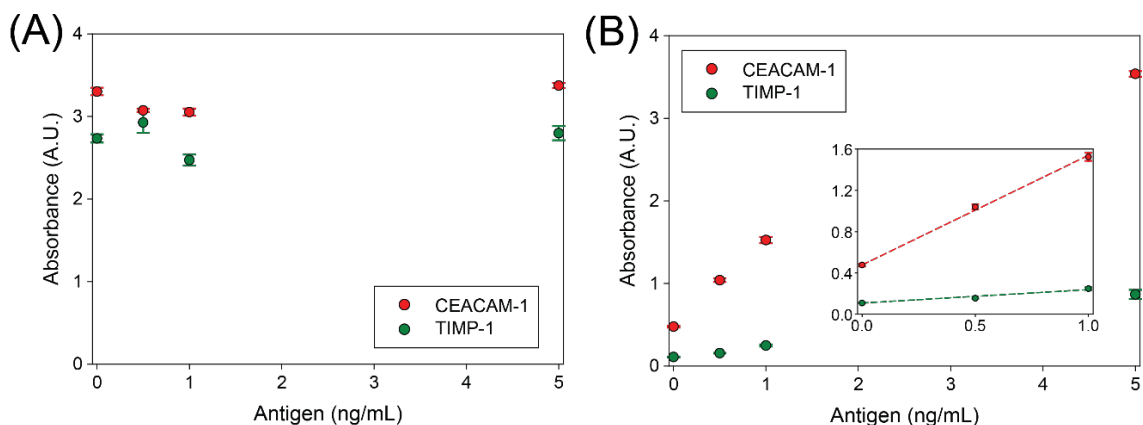 (A)
4
3
2
1
0
Absorbance (A.U.)
CEACAM-1
TIMP-1
0 1 2 3 4 5
Antigen (ng/mL)
(B)
4
3
2
1
0
Absorbance (A.U.)
CEACAM-1
TIMP-1
1.6
1.2
0.8
0.4
0.0
0.0 0.5 1.0
0 1 2 3 4 5
Antigen (ng/mL)